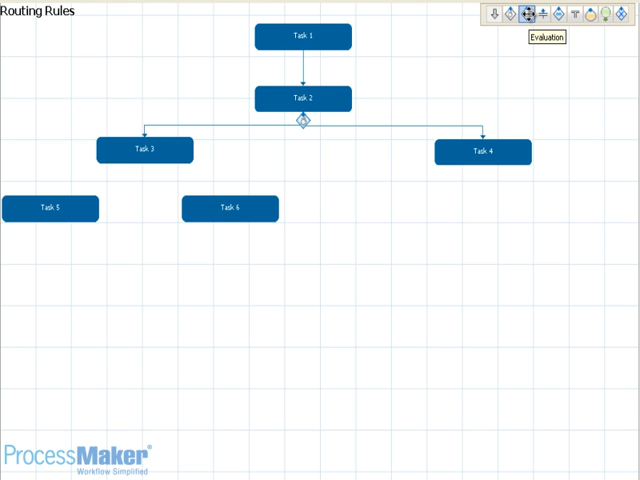 Routing Rules
Evaluation
Task 1
Task 2
Task 3
Task 4
Task 5
Task 6
ProcessMaker®
Workflow Simplified